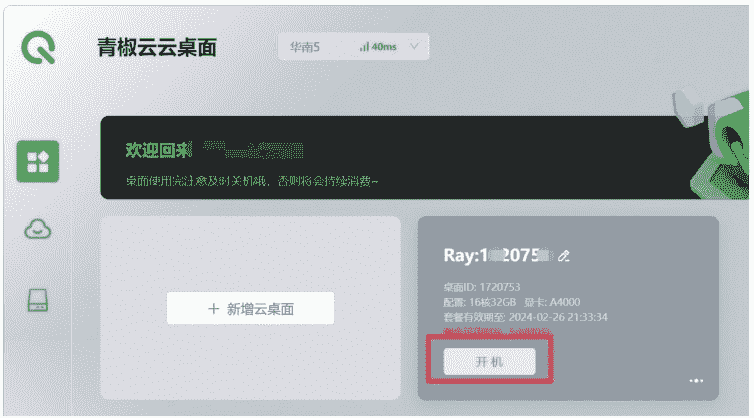 青椒云云桌面
华南5 40ms
欢迎回来
桌面使用完注意及时关机哦，否则将会持续消费~
新增云桌面
桌面ID: 1720753
配置: 16核32GB 显卡: A4000
套餐有效期至: 2024-02-26 21:33:34
开机